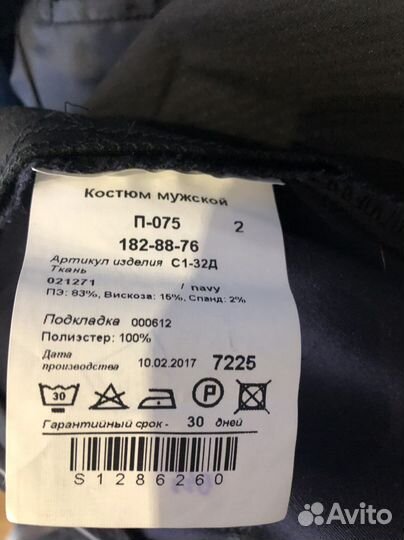 Костюм мужской
П-075 2
182-88-76
Артикул изделия С1-32Д
Ткань
021271 / navy
ПЭ: 83%, Вискоза: 15%, Спанд: 2%
Подкладка 000612
Полиэстер: 100%
Дата производства 10.02.2017 7225
30 P
Гарантийный срок - 30 дней
S1286260
Avito